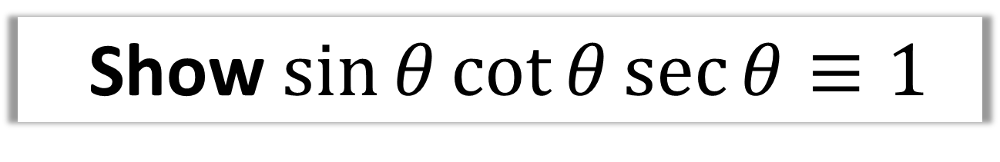 Show sin θ cot θ sec θ ≡ 1